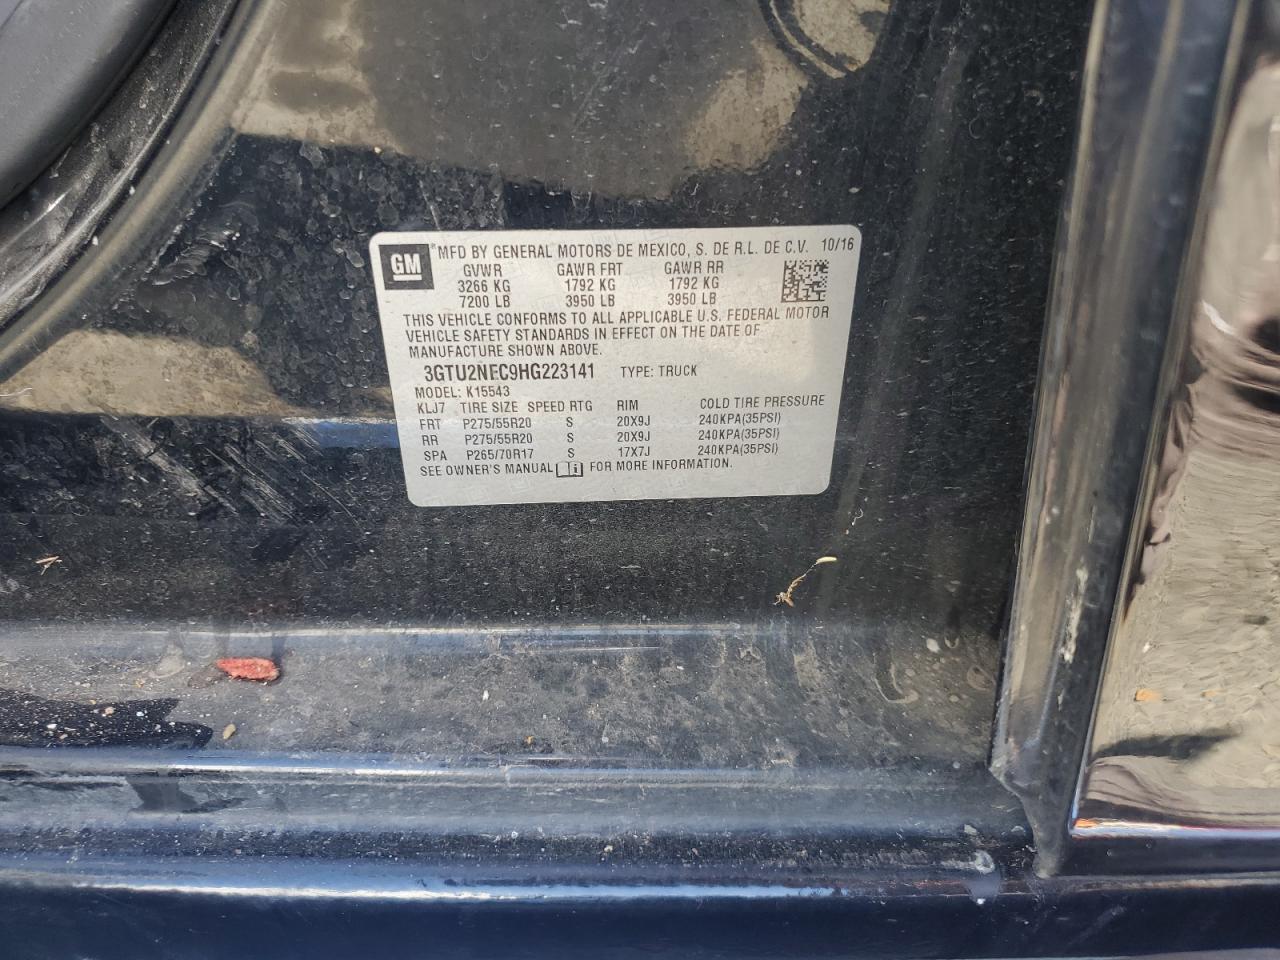 GM ® MFD BY GENERAL MOTORS DE MEXICO, S. DE R.L. DE C.V. 10/16
GVWR GAWR FRT GAWR RR
3266 KG 1792 KG 1792 KG
7200 LB 3950 LB 3950 LB
THIS VEHICLE CONFORMS TO ALL APPLICABLE U.S. FEDERAL MOTOR
VEHICLE SAFETY STANDARDS IN EFFECT ON THE DATE OF
MANUFACTURE SHOWN ABOVE.
3GTU2NEC9HG223141 TYPE: TRUCK
MODEL: K15543
KLJ7 TIRE SIZE SPEED RTG RIM COLD TIRE PRESSURE
FRT P275/55R20 S 20X9J 240KPA(35PSI)
RR P275/55R20 S 20X9J 240KPA(35PSI)
SPA P265/70R17 S 17X7J 240KPA(35PSI)
SEE OWNER'S MANUAL FOR MORE INFORMATION.